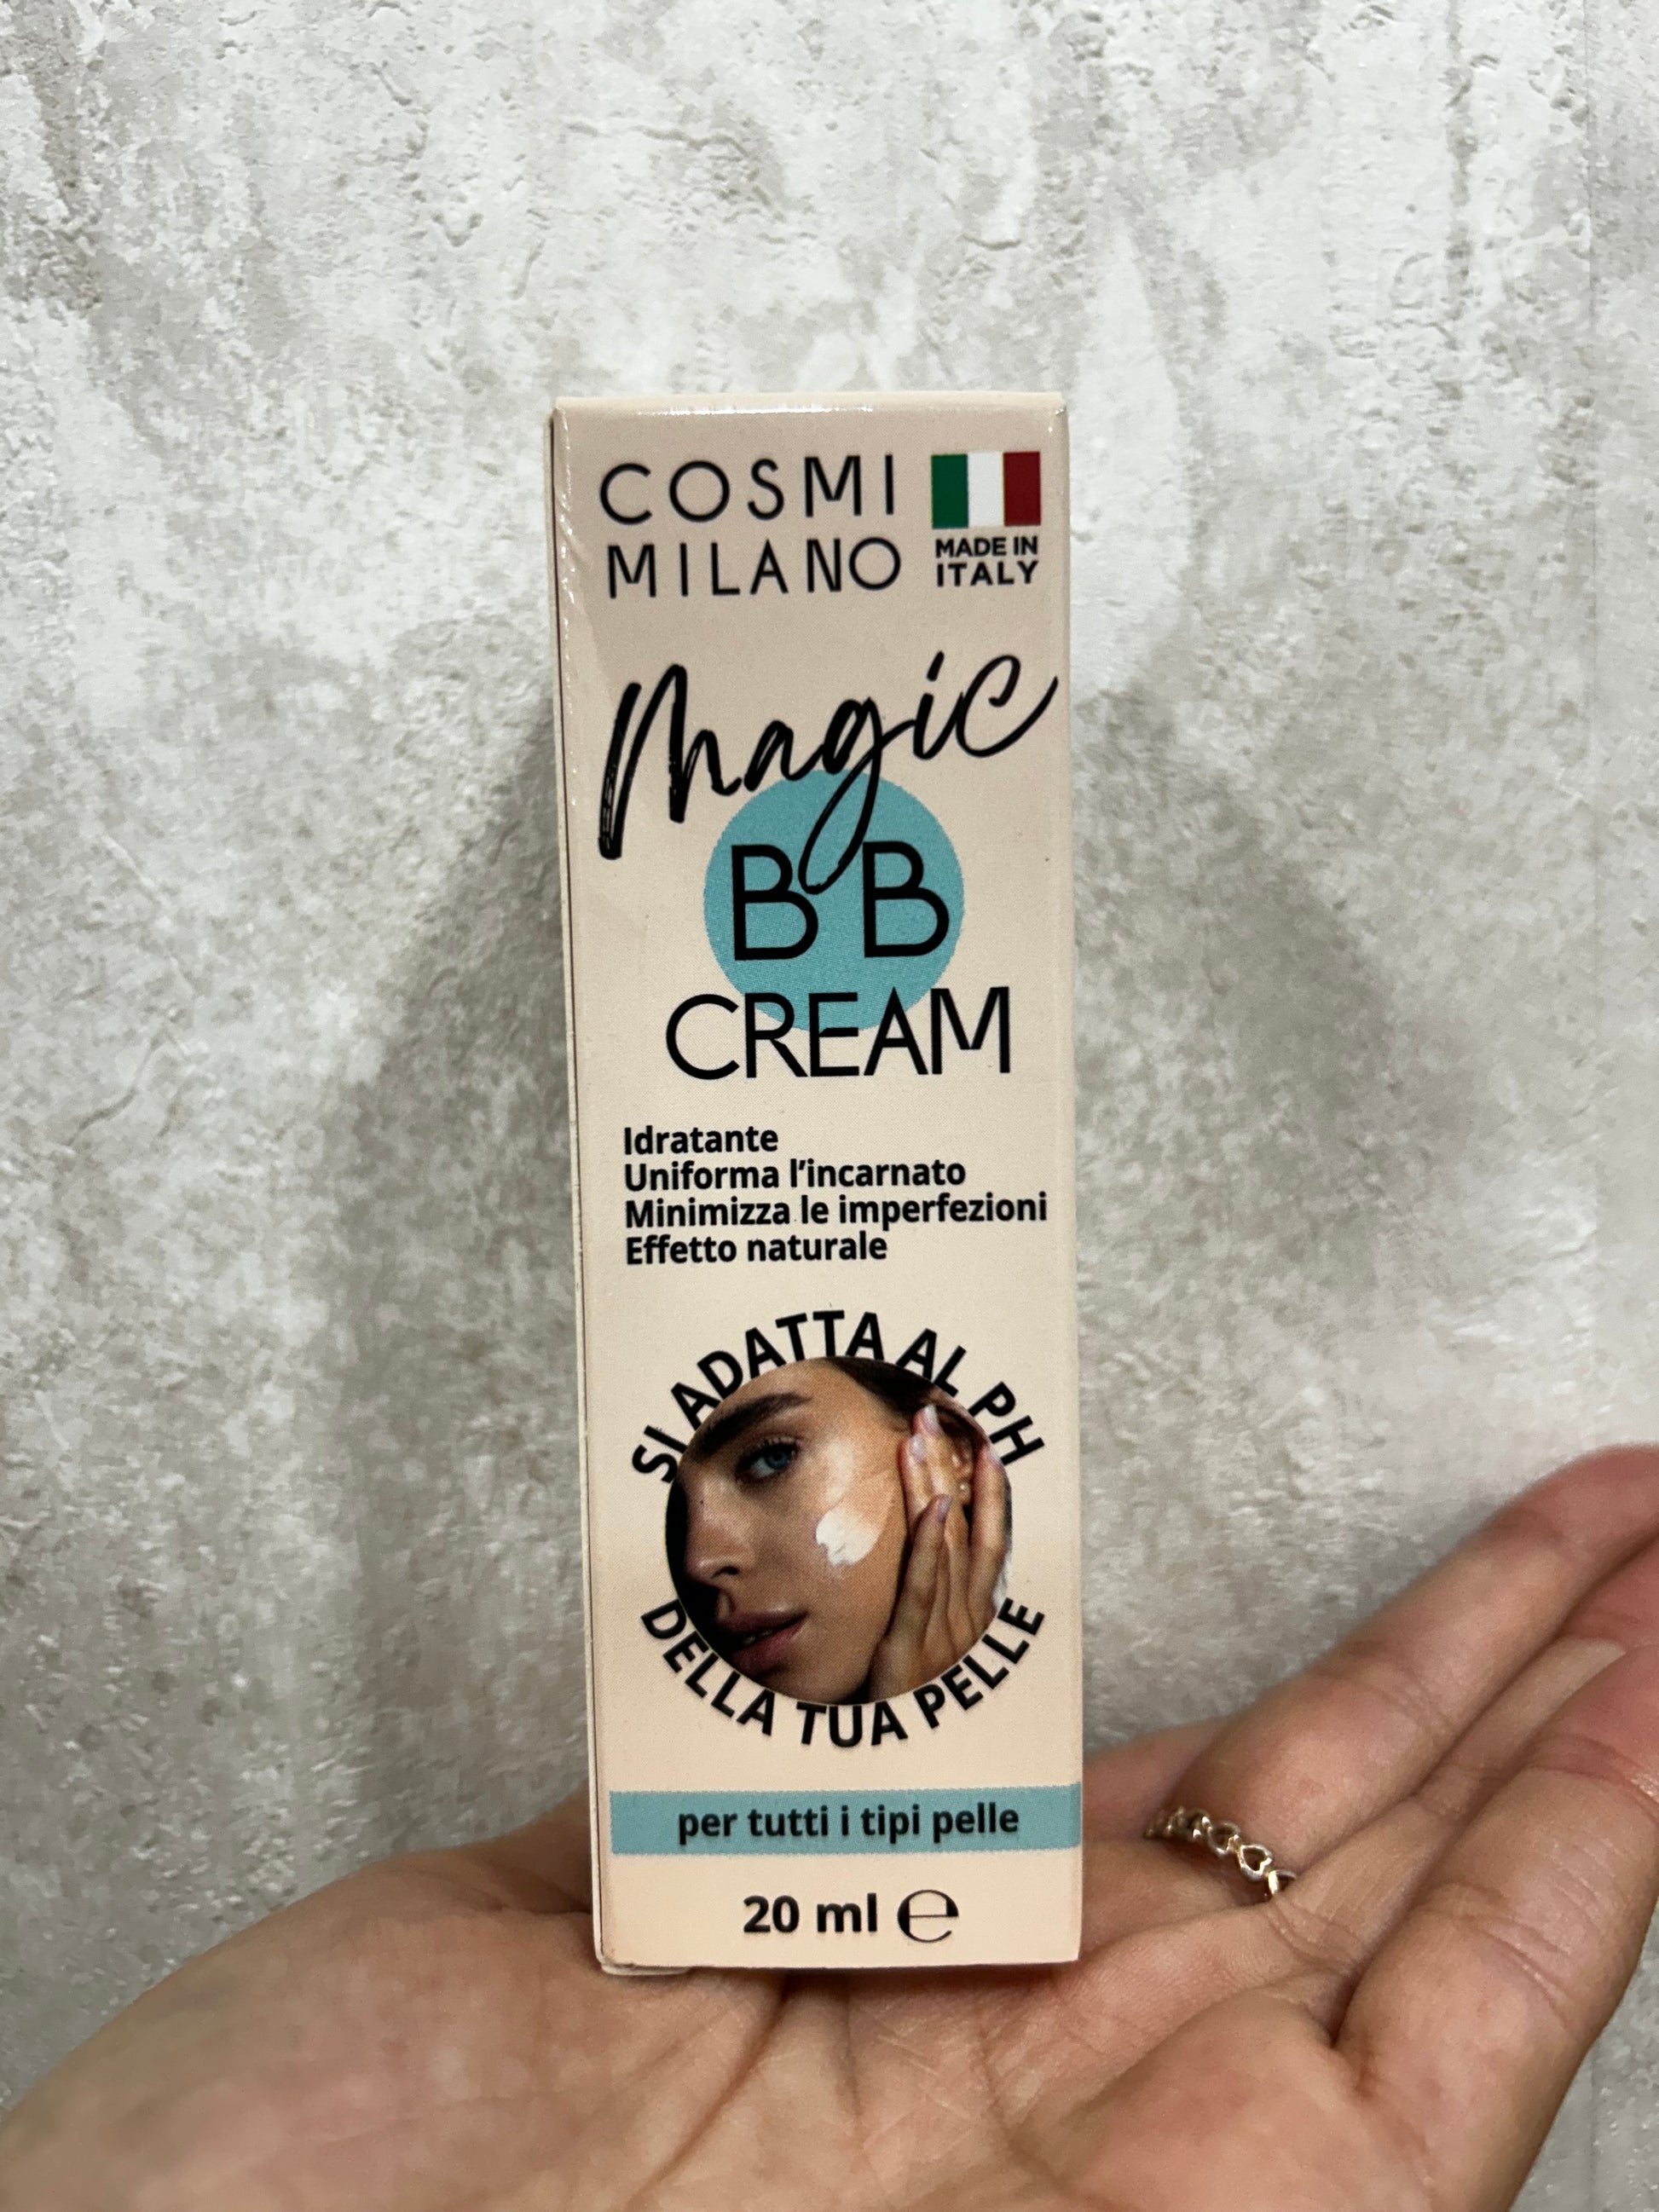 COSMI
MILANO
MADE IN
ITALY
Magic
BB
CREAM
Idratante
Uniforma l'incarnato
Minimizza le imperfezioni
Effetto naturale
SI ADATTA AL PH
DELLA TUA PELLE
per tutti i tipi pelle
20 ml ℮